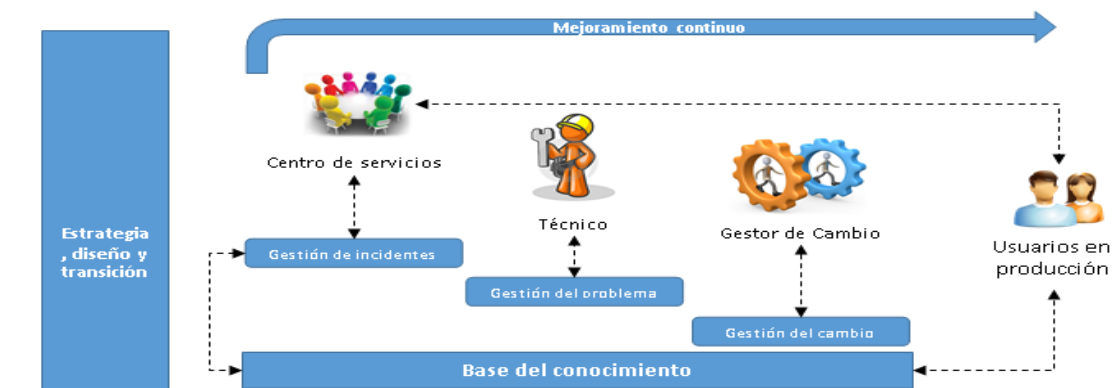 Mejoramiento continuo
Centro de servicios
Técnico
Gestor de Cambio
Estrategia
, diseño y
transición
Usuarios en
producción
Gestión de incidentes
Gestión del problema
Gestión del cambio
Base del conocimiento